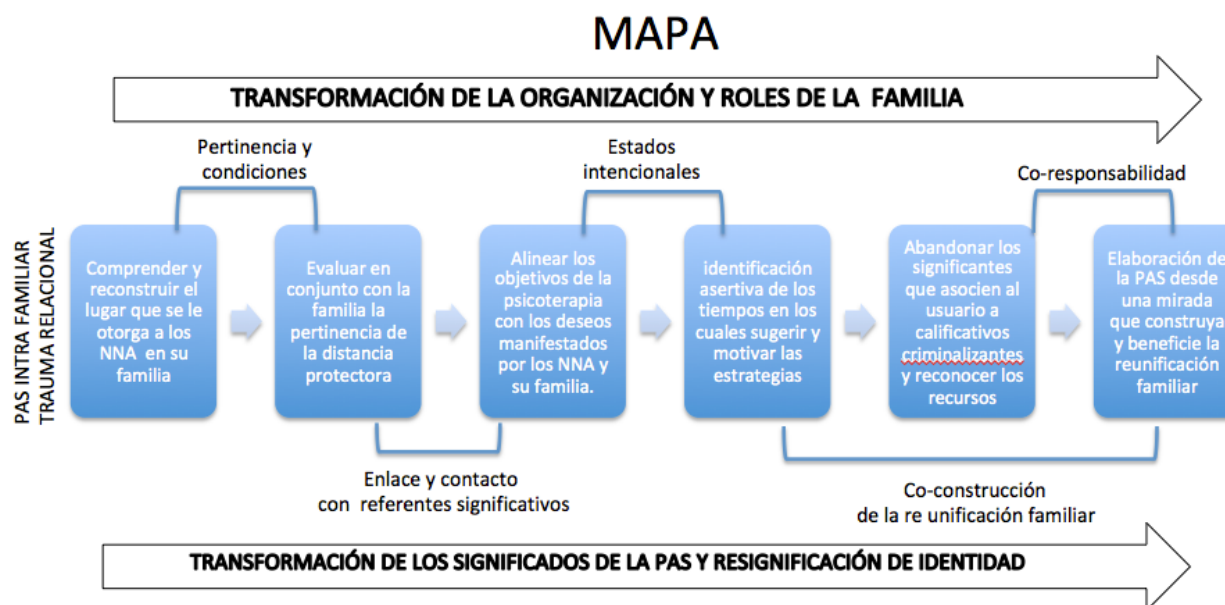 MAPA
TRANSFORMACIÓN DE LA ORGANIZACIÓN Y ROLES DE LA FAMILIA
Pertinencia y
condiciones
Estados
intencionales
Co-responsabilidad
PAS INTRA FAMILIAR
TRAUMA RELACIONAL
Comprender y
reconstruir el
lugar que se le
otorga a los
NNA en su
familia
Evaluar en
conjunto con la
familia la
pertinencia de
la distancia
protectora
Alinear los
objetivos de la
psicoterapia
con los deseos
manifestados
por los NNA y
su familia.
identificación
asertiva de los
tiempos en los
cuales sugerir y
motivar las
estrategias
Abandonar los
significantes
que asocien al
usuario a
calificativos
criminalizantes
y reconocer los
recursos
Elaboración de
la PAS desde
una mirada
que construya
y beneficie la
reunificación
familiar
Enlace y contacto
con referentes significativos
Co-construcción
de la re unificación familiar
TRANSFORMACIÓN DE LOS SIGNIFICADOS DE LA PAS Y RESIGNIFICACIÓN DE IDENTIDAD